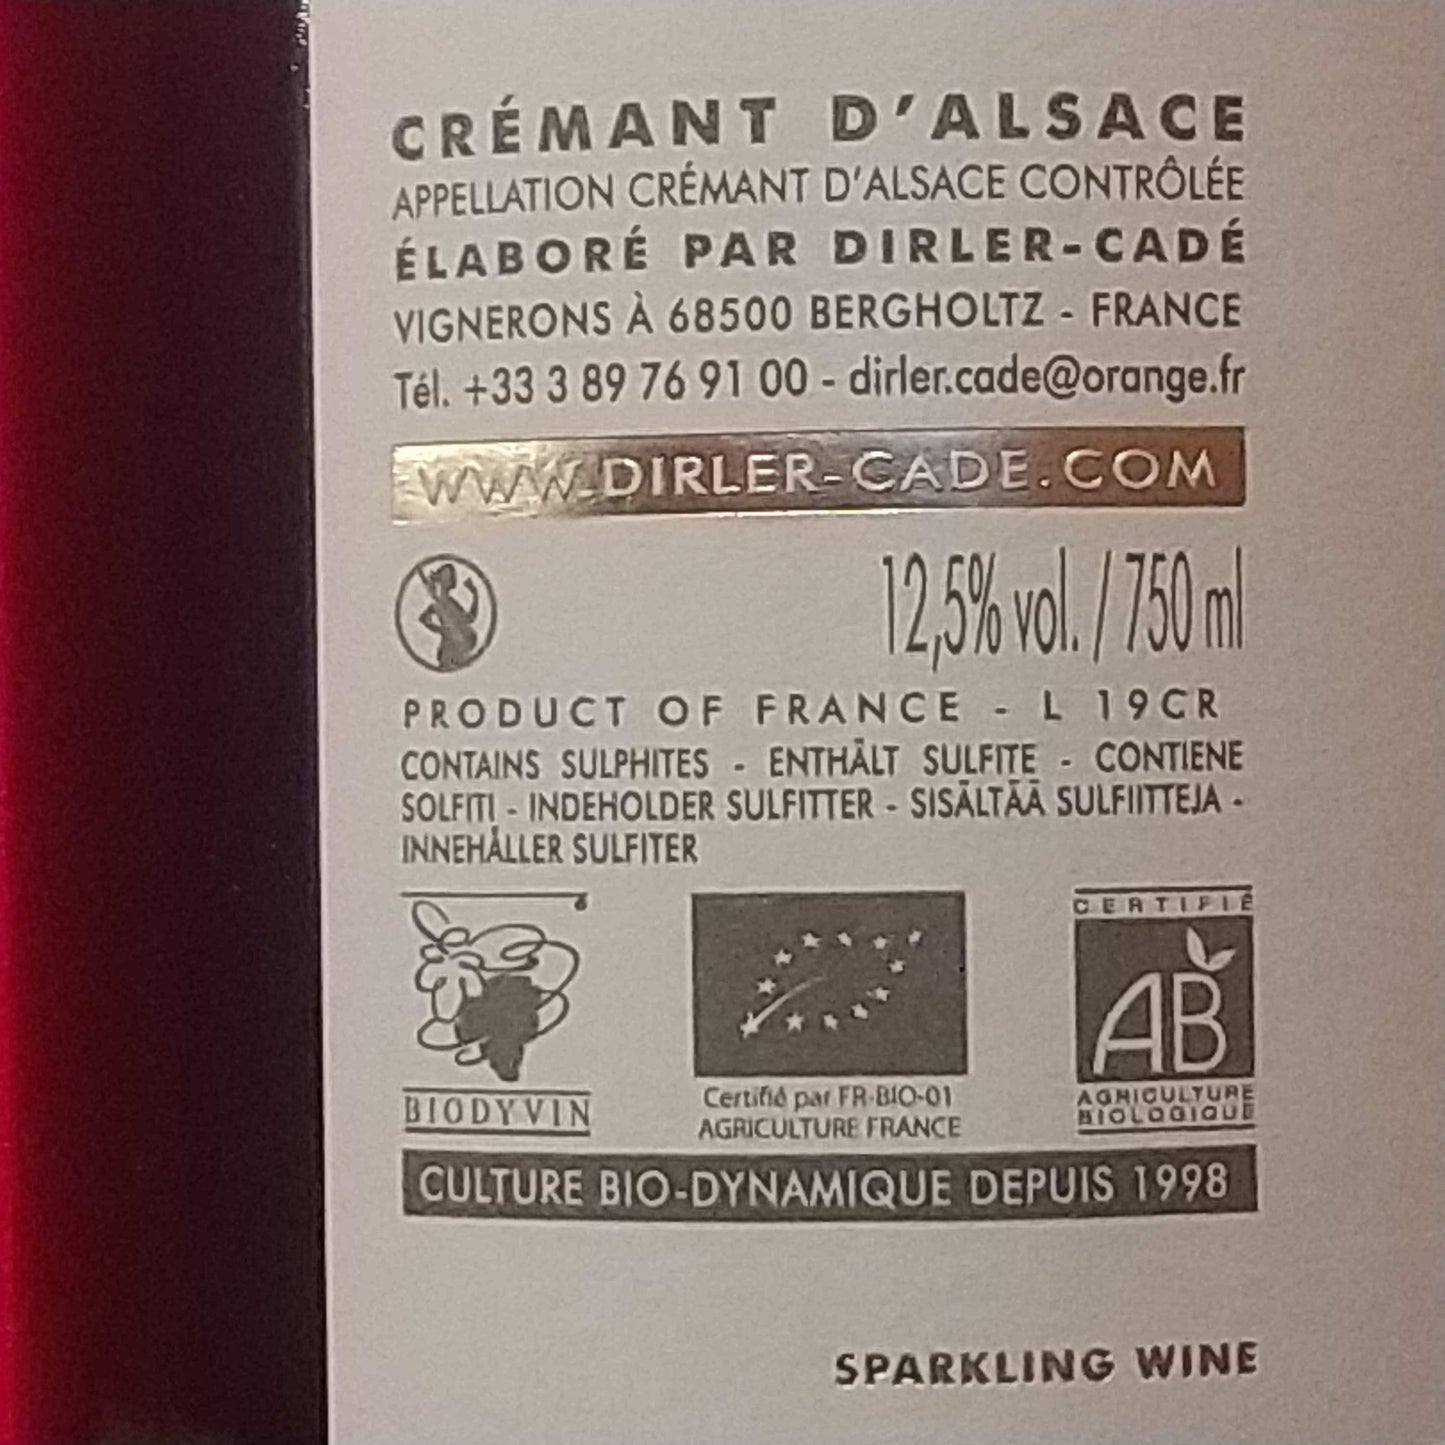 CRÉMANT D'ALSACE
APPELLATION CRÉMANT D'ALSACE CONTRÔLÉE
ÉLABORÉ PAR DIRLER-CADÉ
VIGNERONS À 68500 BERGHOLTZ - FRANCE
Tél. +33 3 89 76 91 00 - dirler.cade@orange.fr
WWW.DIRLER-CADE.COM
12,5% vol. / 750 ml
PRODUCT OF FRANCE - L 19CR
CONTAINS SULPHITES - ENTHÄLT SULFITE - CONTIENE
SOLFITI - INDEHOLDER SULFITTER - SISÄLTÄÄ SULFIITTEJA -
INNEHÅLLER SULFITER
CERTIFIÉ
AB
BIODYVIN
Certifié par FR-BIO-01
AGRICULTURE FRANCE
AGRICULTURE
BIOLOGIQUE
CULTURE BIO-DYNAMIQUE DEPUIS 1998
SPARKLING WINE